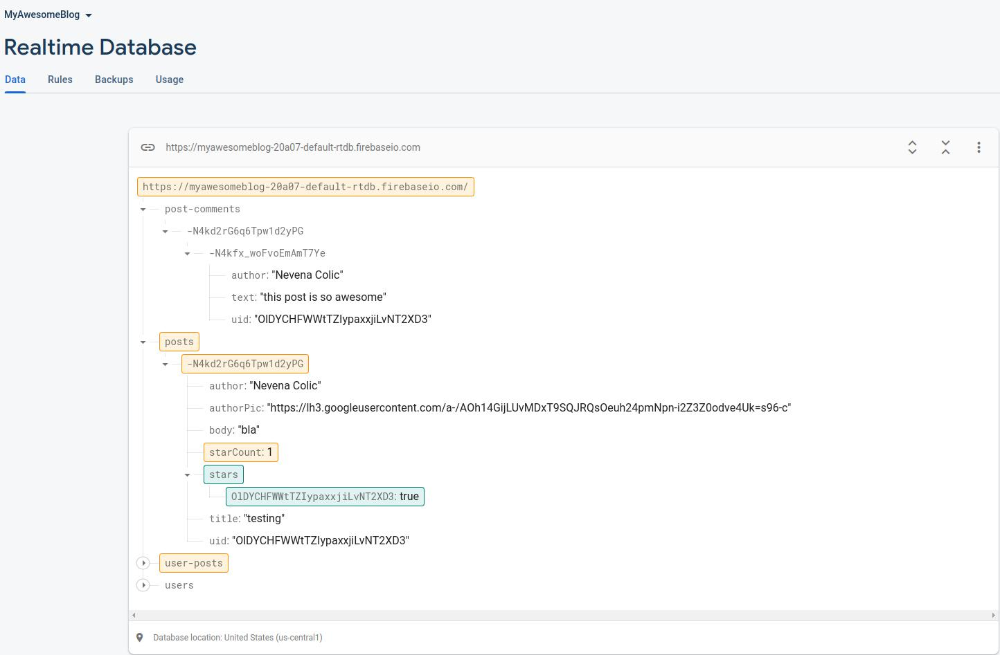 MyAwesomeBlog
Realtime Database
Data Rules Backups Usage
https://myawesomeblog-20a07-default-rtdb.firebaseio.com
https://myawesomeblog-20a07-default-rtdb.firebaseio.com/
post-comments
-N4kd2rG6q6Tpw1d2yPG
-N4kfx_woFvoEmAmT7Ye
author: "Nevena Colic"
text: "this post is so awesome"
uid: "OlDYCHFWWtTZIypaxxjiLvNT2XD3"
posts
-N4kd2rG6q6Tpw1d2yPG
author: "Nevena Colic"
authorPic: "https://lh3.googleusercontent.com/a-/AOh14GijLUvMDxT9SQJRQsOeuh24pmNpn-i2Z3Z0odve4Uk=s96-c"
body: "bla"
starCount: 1
stars
OlDYCHFWWtTZIypaxxjiLvNT2XD3: true
title: "testing"
uid: "OlDYCHFWWtTZIypaxxjiLvNT2XD3"
user-posts
users
Database location: United States (us-central1)